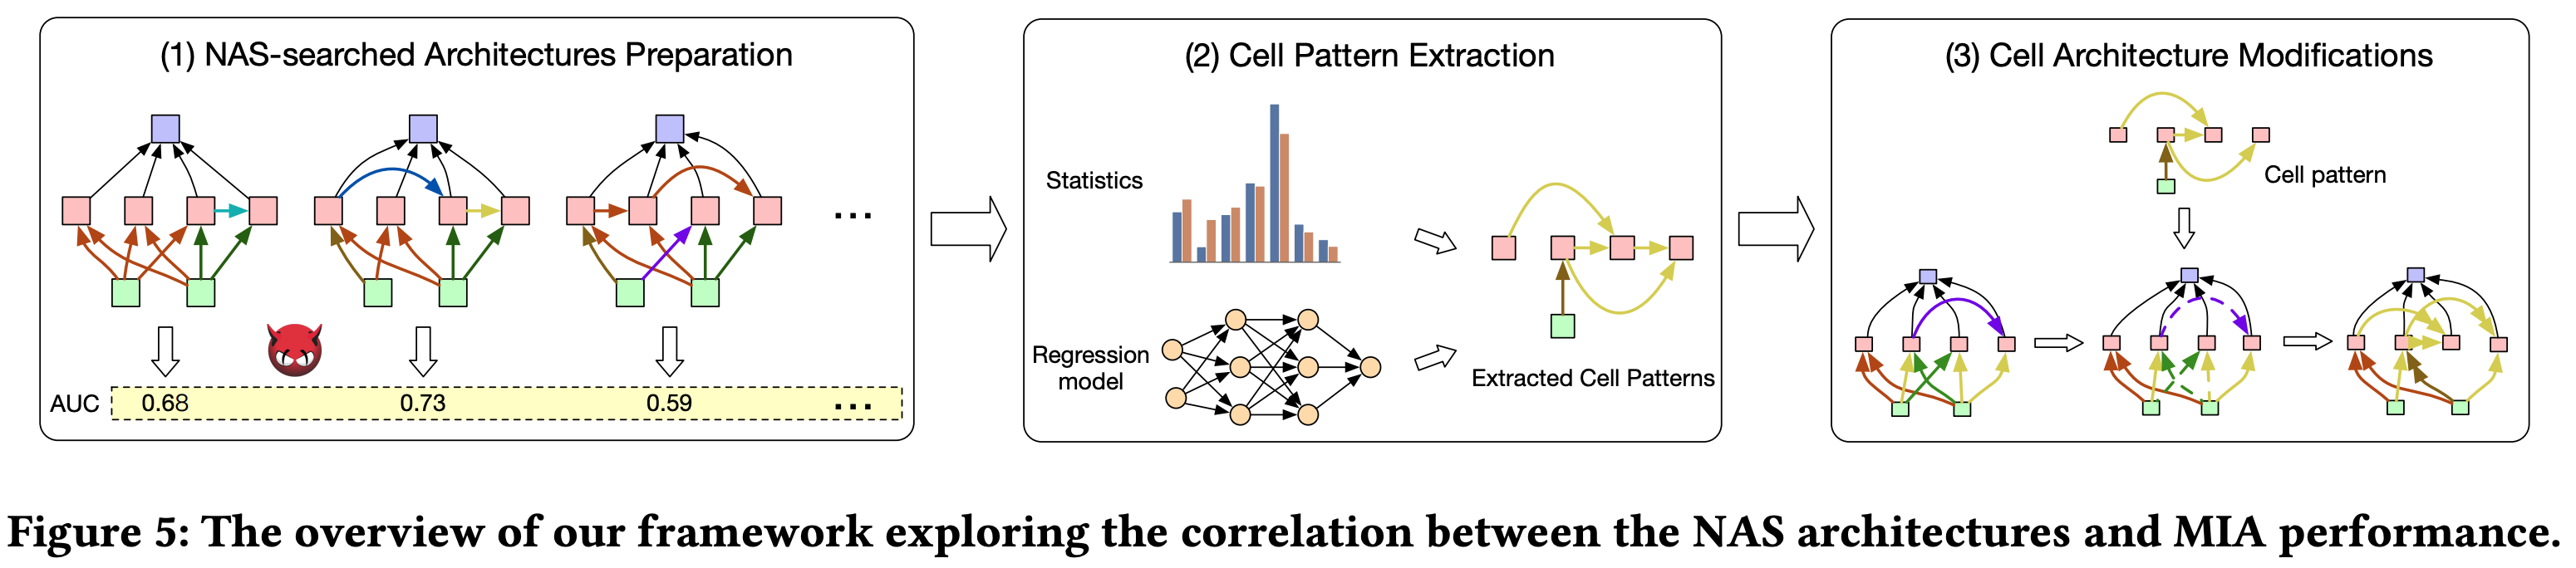 (1) NAS-searched Architectures Preparation
...
AUC 0.68 0.73 0.59 ...
(2) Cell Pattern Extraction
Statistics
Regression
model
Extracted Cell Patterns
(3) Cell Architecture Modifications
Cell pattern
Figure 5: The overview of our framework exploring the correlation between the NAS architectures and MIA performance.